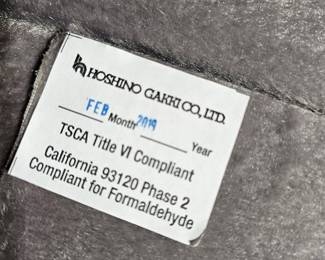 HOSHINO GAKKI CO., LTD.
FEB Month 2019 Year
TSCA Title VI Compliant
California 93120 Phase 2
Compliant for Formaldehyde